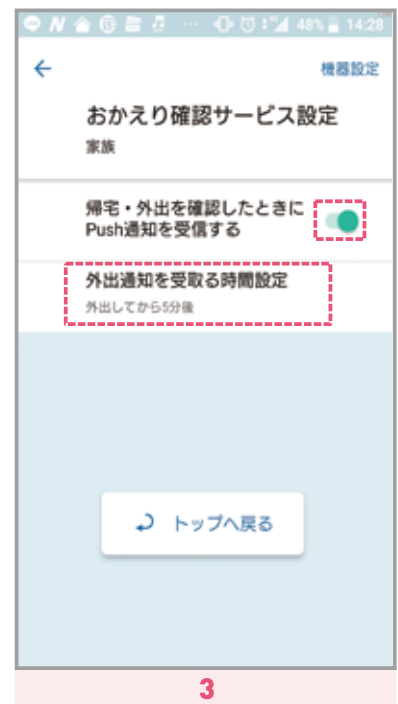 48% 14:28
機器設定
おかえり確認サービス設定
家族
帰宅・外出を確認したときに
Push通知を受信する
外出通知を受取る時間設定
外出してから5分後
トップへ戻る
3